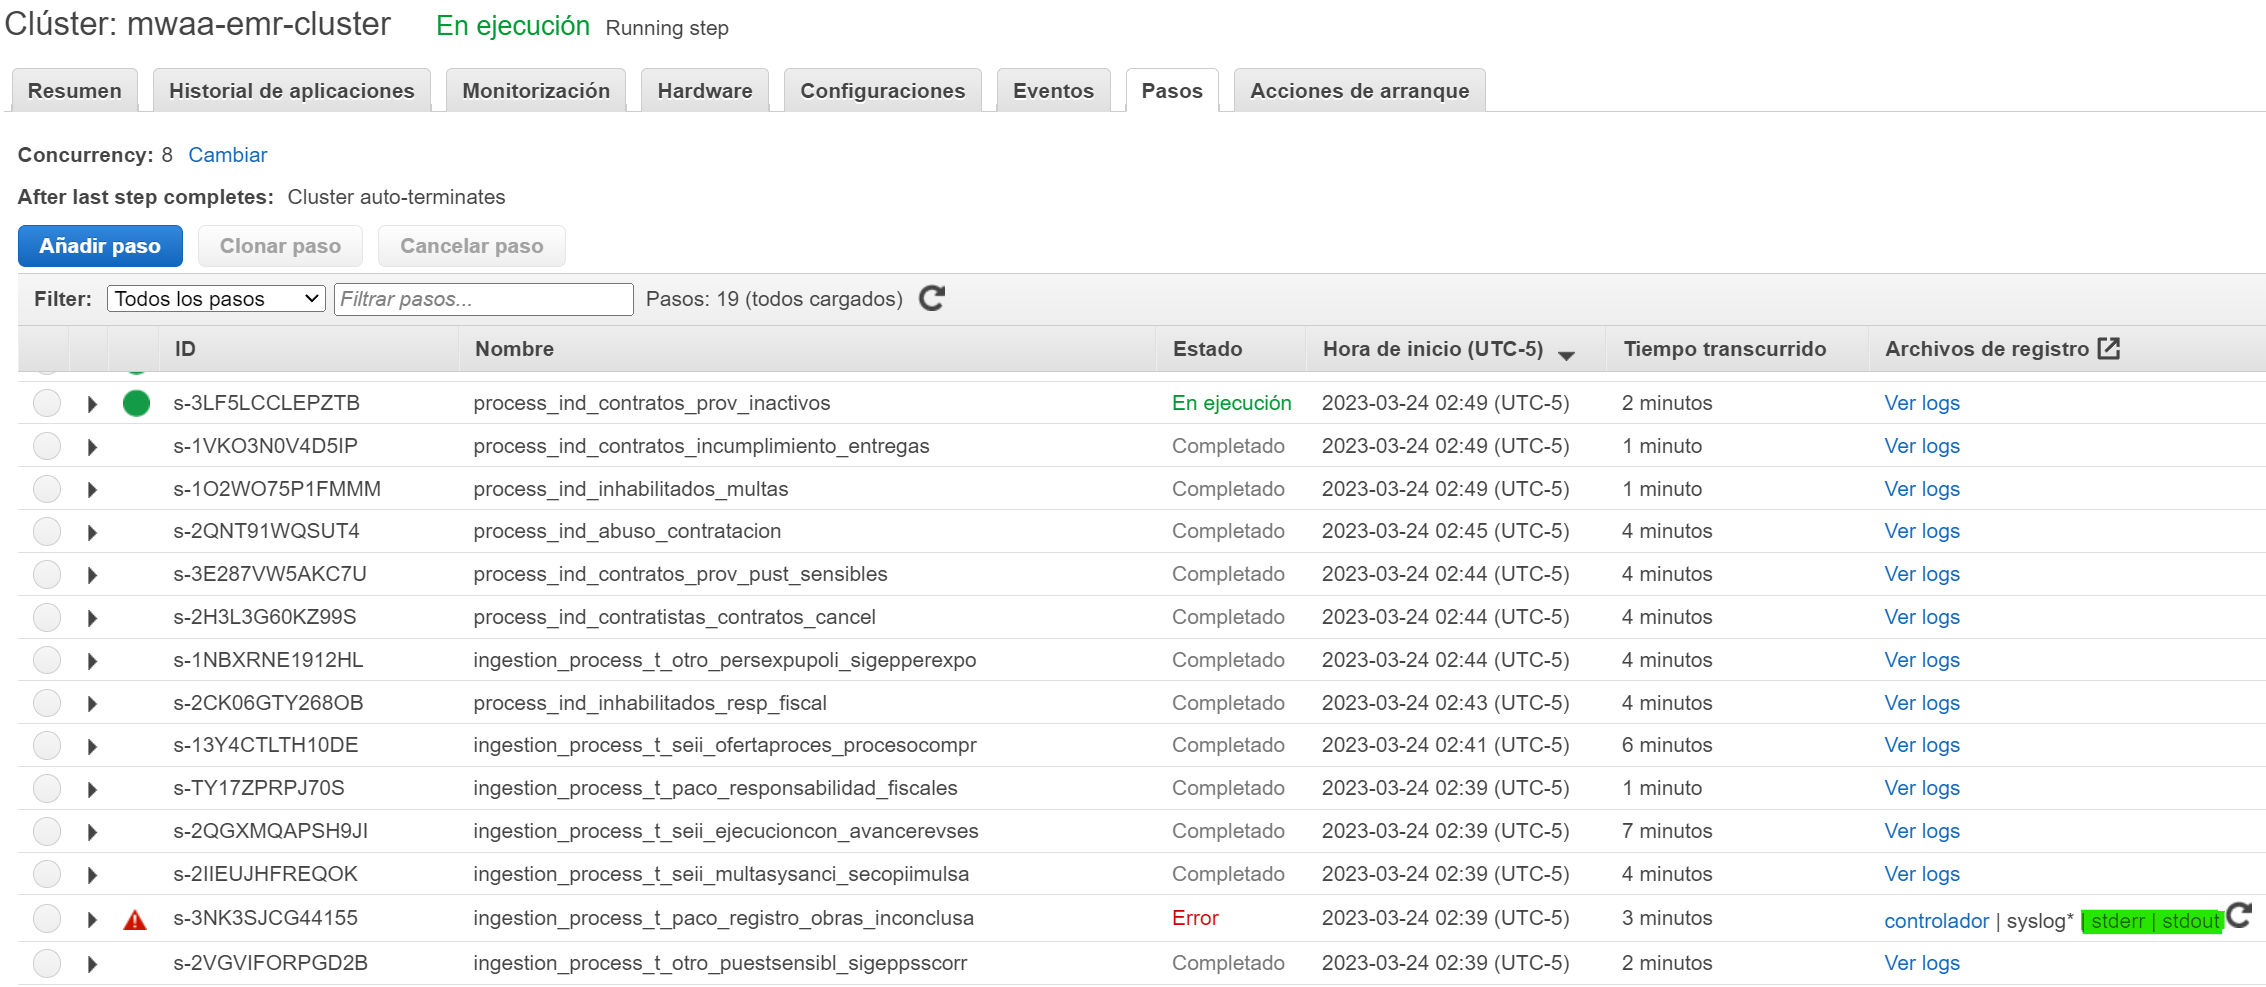 Clúster: mwaa-emr-cluster En ejecución Running step
Resumen Historial de aplicaciones Monitorización Hardware Configuraciones Eventos Pasos Acciones de arranque
Concurrency: 8 Cambiar
After last step completes: Cluster auto-terminates
Añadir paso Clonar paso Cancelar paso
Filter: Todos los pasos Filtrar pasos... Pasos: 19 (todos cargados)
ID Nombre Estado Hora de inicio (UTC-5) Tiempo transcurrido Archivos de registro
s-3LF5LCCLEPZTB process_ind_contratos_prov_inactivos En ejecución 2023-03-24 02:49 (UTC-5) 2 minutos Ver logs
s-1VKO3N0V4D5IP process_ind_contratos_incumplimiento_entregas Completado 2023-03-24 02:49 (UTC-5) 1 minuto Ver logs
s-1O2WO75P1FMMM process_ind_inhabilitados_multas Completado 2023-03-24 02:49 (UTC-5) 1 minuto Ver logs
s-2QNT91WQSUT4 process_ind_abuso_contratacion Completado 2023-03-24 02:45 (UTC-5) 4 minutos Ver logs
s-3E287VW5AKC7U process_ind_contratos_prov_pust_sensibles Completado 2023-03-24 02:44 (UTC-5) 4 minutos Ver logs
s-2H3L3G60KZ99S process_ind_contratistas_contratos_cancel Completado 2023-03-24 02:44 (UTC-5) 4 minutos Ver logs
s-1NBXRNE1912HL ingestion_process_t_otro_persexpupoli_sigepperexpo Completado 2023-03-24 02:44 (UTC-5) 4 minutos Ver logs
s-2CK06GTY268OB process_ind_inhabilitados_resp_fiscal Completado 2023-03-24 02:43 (UTC-5) 4 minutos Ver logs
s-13Y4CTLTH10DE ingestion_process_t_seii_ofertaproces_procesocompr Completado 2023-03-24 02:41 (UTC-5) 6 minutos Ver logs
s-TY17ZPRPJ70S ingestion_process_t_paco_responsabilidad_fiscales Completado 2023-03-24 02:39 (UTC-5) 1 minuto Ver logs
s-2QGXMQAPSH9JI ingestion_process_t_seii_ejecucioncon_avancerevses Completado 2023-03-24 02:39 (UTC-5) 7 minutos Ver logs
s-2IIEUJHFREQOK ingestion_process_t_seii_multasysanci_secopiimulsa Completado 2023-03-24 02:39 (UTC-5) 4 minutos Ver logs
s-3NK3SJCG44155 ingestion_process_t_paco_registro_obras_inconclusa Error 2023-03-24 02:39 (UTC-5) 3 minutos controlador | syslog* | stderr | stdout
s-2VGVIFORPGD2B ingestion_process_t_otro_puestsensibl_sigeppsscorr Completado 2023-03-24 02:39 (UTC-5) 2 minutos Ver logs